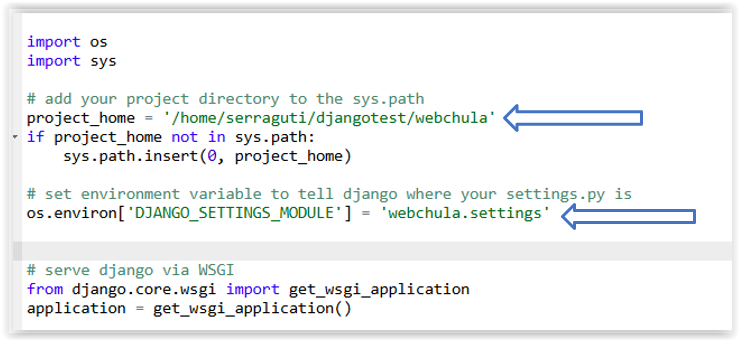 import os
import sys
# add your project directory to the sys.path
project_home = '/home/serraguti/djangotest/webchula'
if project_home not in sys.path:
    sys.path.insert(0, project_home)
# set environment variable to tell django where your settings.py is
os.environ['DJANGO_SETTINGS_MODULE'] = 'webchula.settings'
# serve django via WSGI
from django.core.wsgi import get_wsgi_application
application = get_wsgi_application()